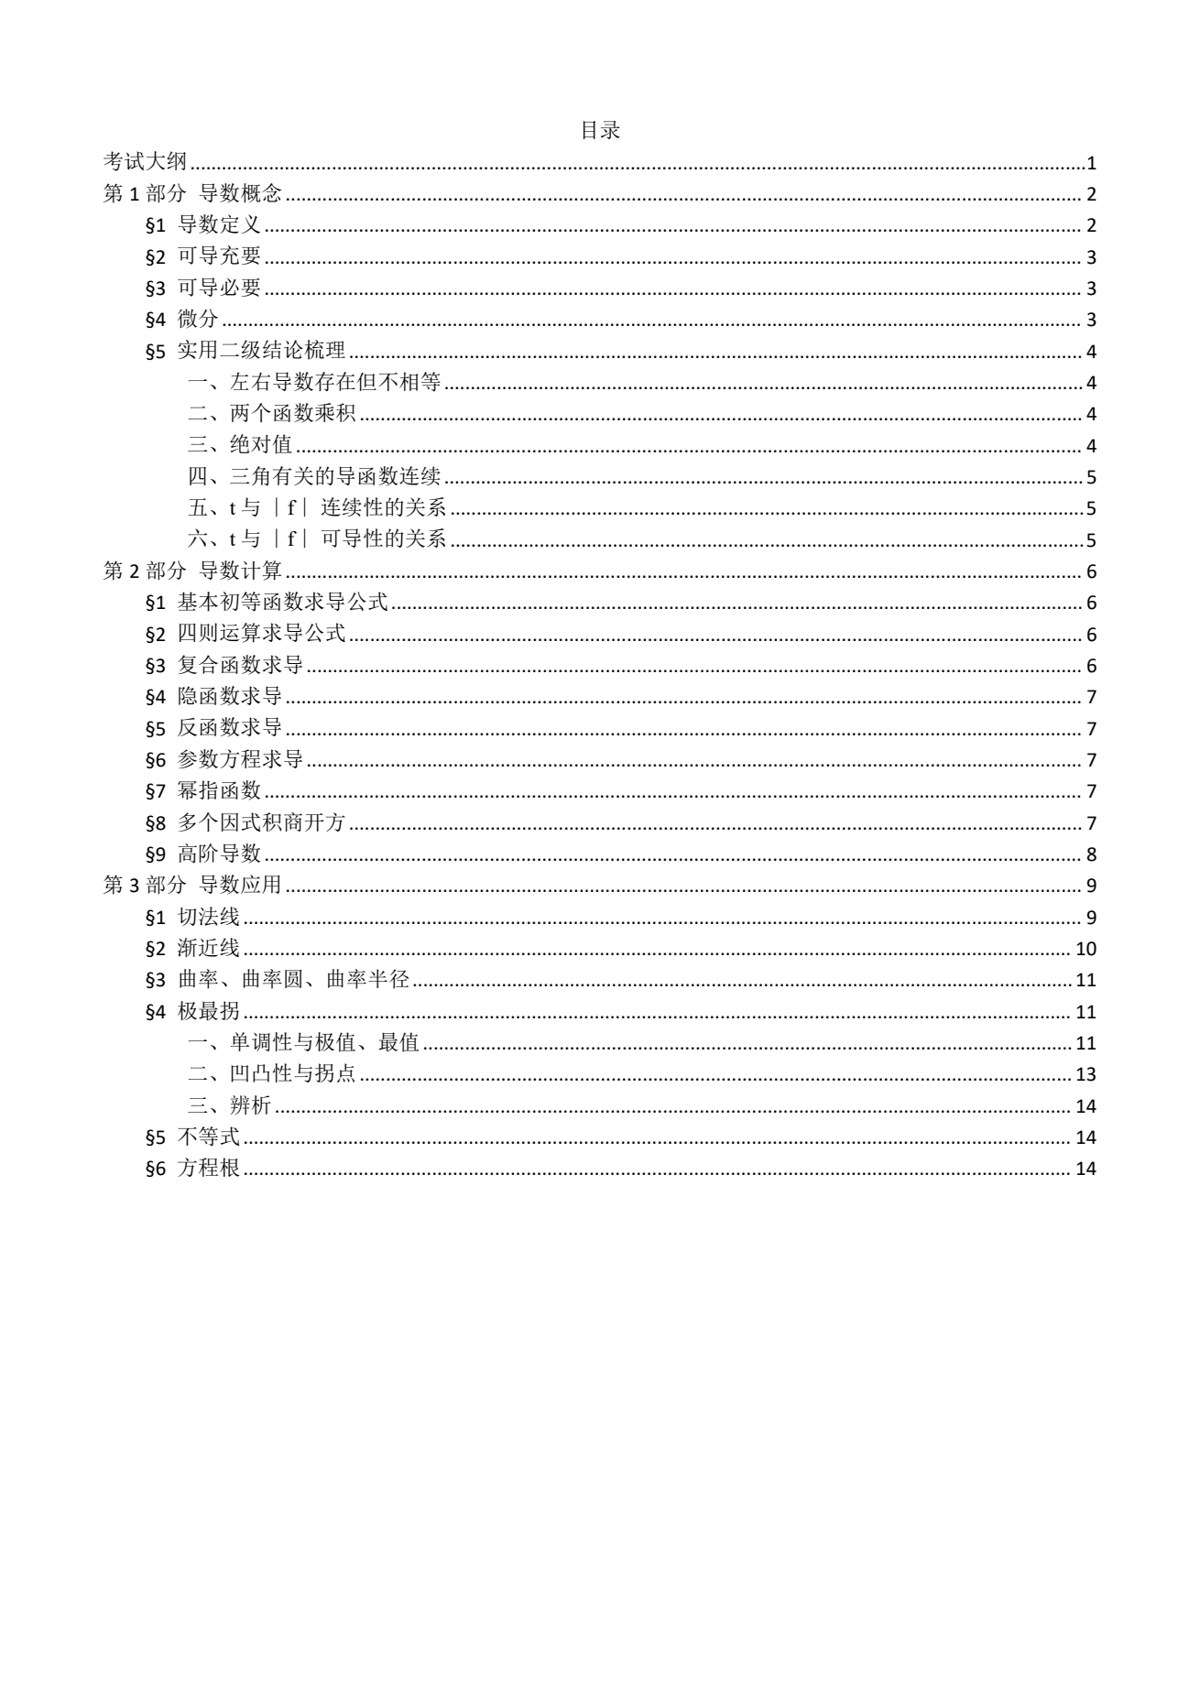 目录
考试大纲........1
第 1 部分 导数概念........2
§1 导数定义........2
§2 可导充要........3
§3 可导必要........3
§4 微分........3
§5 实用二级结论梳理........4
一、左右导数存在但不相等........4
二、两个函数乘积........4
三、绝对值........4
四、三角有关的导函数连续........5
五、t 与 ∣f∣ 连续性的关系........5
六、t 与 ∣f∣ 可导性的关系........5
第 2 部分 导数计算........6
§1 基本初等函数求导公式........6
§2 四则运算求导公式........6
§3 复合函数求导........6
§4 隐函数求导........7
§5 反函数求导........7
§6 参数方程求导........7
§7 幂指函数........7
§8 多个因式积商开方........7
§9 高阶导数........8
第 3 部分 导数应用........9
§1 切法线........9
§2 渐近线........10
§3 曲率、曲率圆、曲率半径........11
§4 极最拐........11
一、单调性与极值、最值........11
二、凹凸性与拐点........13
三、辨析........14
§5 不等式........14
§6 方程根........14